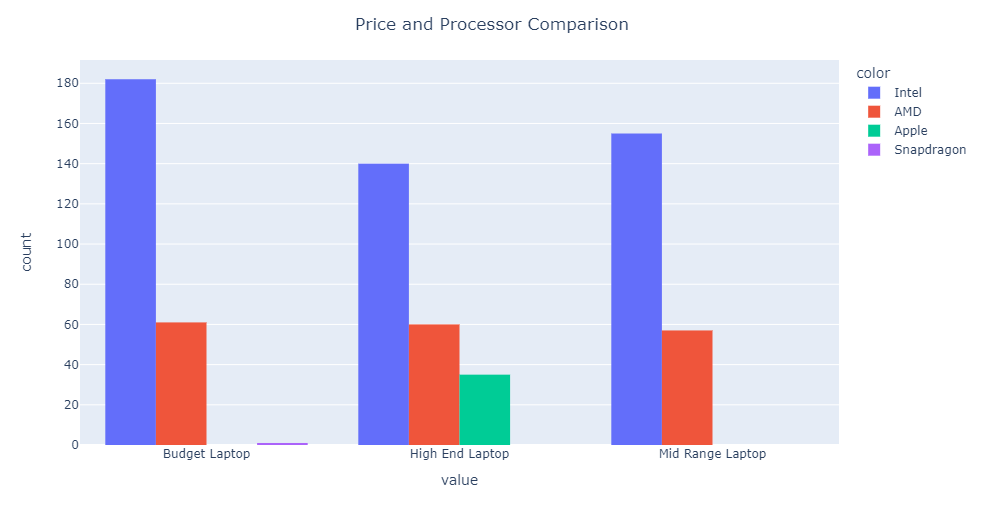 Price and Processor Comparison
color
Intel
AMD
Apple
Snapdragon
count
180
160
140
120
100
80
60
40
20
0
Budget Laptop
High End Laptop
Mid Range Laptop
value